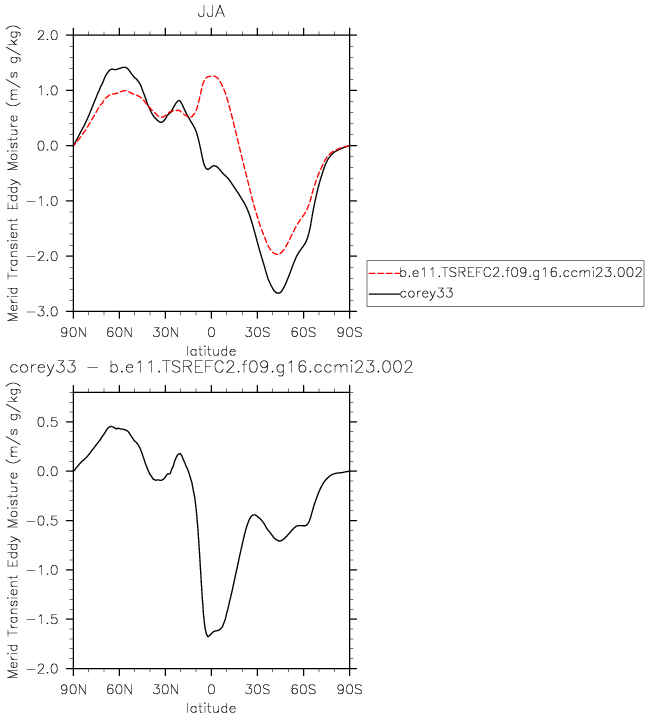 JJA
Merid Transient Eddy Moisture (m/s g/kg)
2.0
1.0
0.0
−1.0
−2.0
−3.0
90N 60N 30N 0 30S 60S 90S
latitude
b.e11.TSREFC2.f09.g16.ccmi23.002
corey33
corey33 − b.e11.TSREFC2.f09.g16.ccmi23.002
Merid Transient Eddy Moisture (m/s g/kg)
0.5
0.0
−0.5
−1.0
−1.5
−2.0
90N 60N 30N 0 30S 60S 90S
latitude